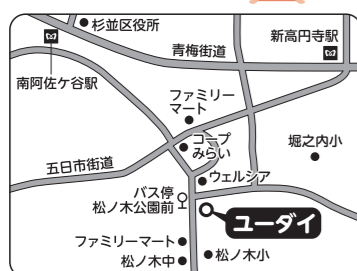 杉並区役所
新高円寺駅
青梅街道
南阿佐ケ谷駅
ファミリー
マート
コープ
みらい
堀之内小
五日市街道
ウェルシア
バス停
松ノ木公園前
ユーダイ
ファミリーマート
松ノ木小
松ノ木中